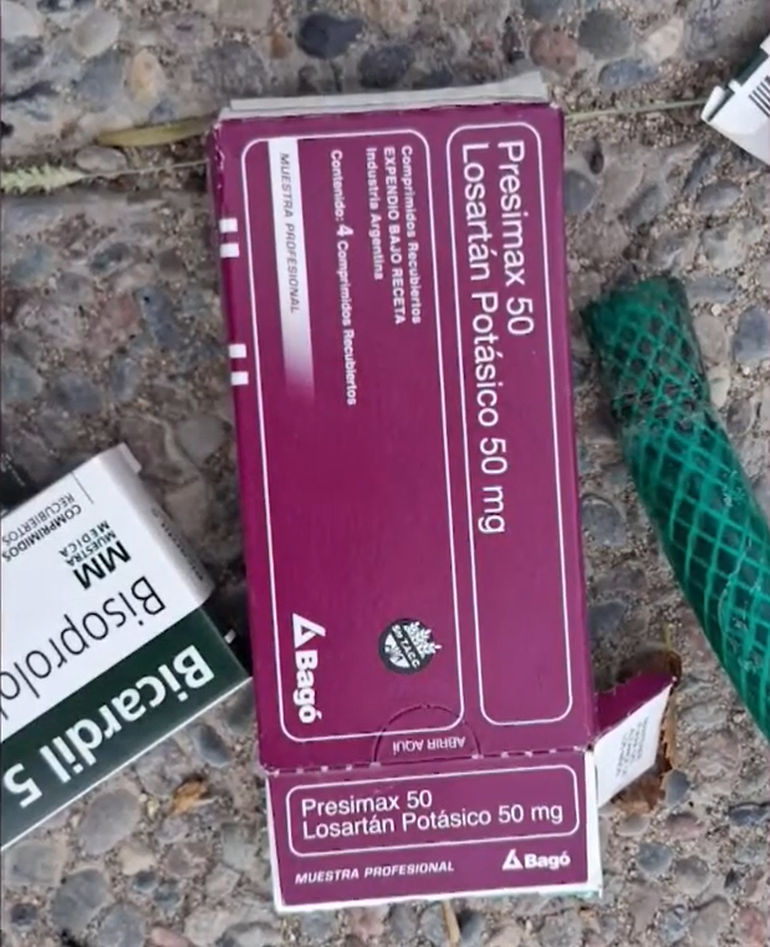 Presimax 50
Losartán Potásico 50 mg
Comprimidos Recubiertos
EXPENDIO BAJO RECETA
Industria Argentina
Contenido: 4 Comprimidos Recubiertos
MUESTRA PROFESIONAL
Sin T.A.C.C.
Bagó
ABRIR AQUÍ
Presimax 50
Losartán Potásico 50 mg
MUESTRA PROFESIONAL
Bagó
Bicardil 5
Bisoprolol
MM
MUESTRA
MEDICA
COMPRIMIDOS
RECUBIERTOS